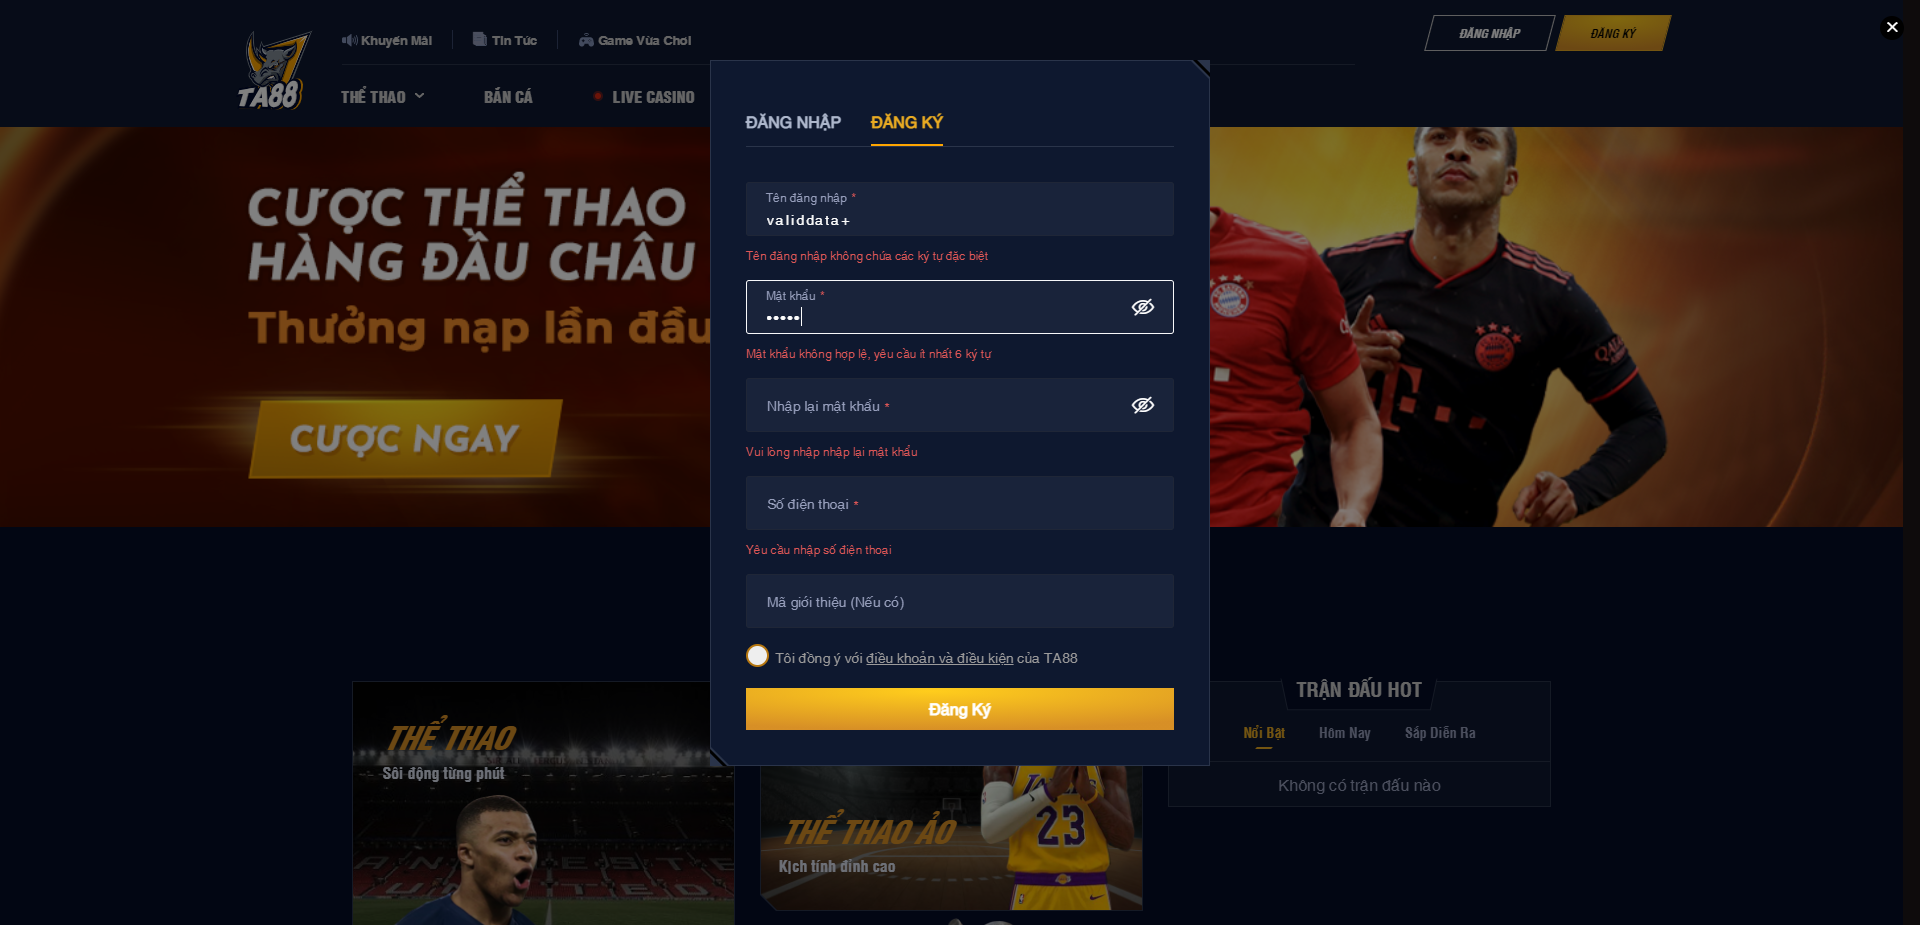 TA88
Khuyến Mãi
Tin Tức
Game Vừa Chơi
ĐĂNG NHẬP
ĐĂNG KÝ
THỂ THAO
BẮN CÁ
LIVE CASINO
CƯỢC THỂ THAO
HÀNG ĐẦU CHÂU
Thưởng nạp lần đầu
CƯỢC NGAY
ĐĂNG NHẬP
ĐĂNG KÝ
Tên đăng nhập *
validdata+
Tên đăng nhập không chứa các ký tự đặc biệt
Mật khẩu *
•••••
Mật khẩu không hợp lệ, yêu cầu ít nhất 6 ký tự
Nhập lại mật khẩu *
Vui lòng nhập nhập lại mật khẩu
Số điện thoại *
Yêu cầu nhập số điện thoại
Mã giới thiệu (Nếu có)
Tôi đồng ý với điều khoản và điều kiện của TA88
Đăng Ký
THỂ THAO
Sôi động từng phút
THỂ THAO ẢO
Kịch tính đỉnh cao
23
TRẬN ĐẤU HOT
Nổi Bật
Hôm Nay
Sắp Diễn Ra
Không có trận đấu nào